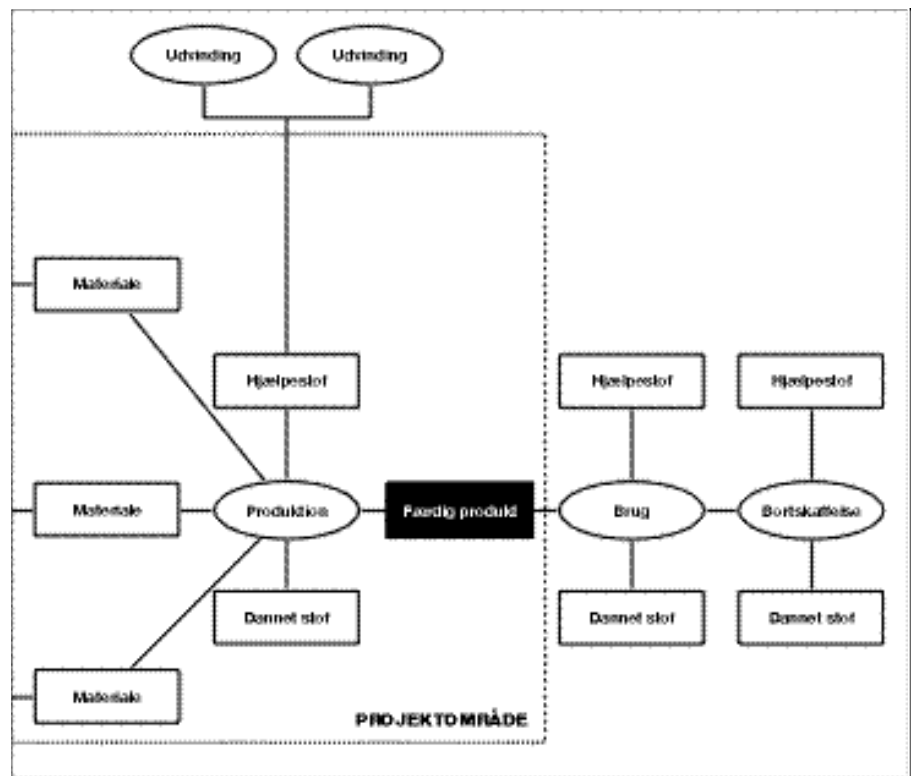 Udvinding Udvinding
Materiale
Hjælpestof Hjælpestof Hjælpestof
Materiale Produktion Færdig produkt Brug Bortskaffelse
Dannet stof Dannet stof Dannet stof
Materiale
PROJEKTOMRÅDE